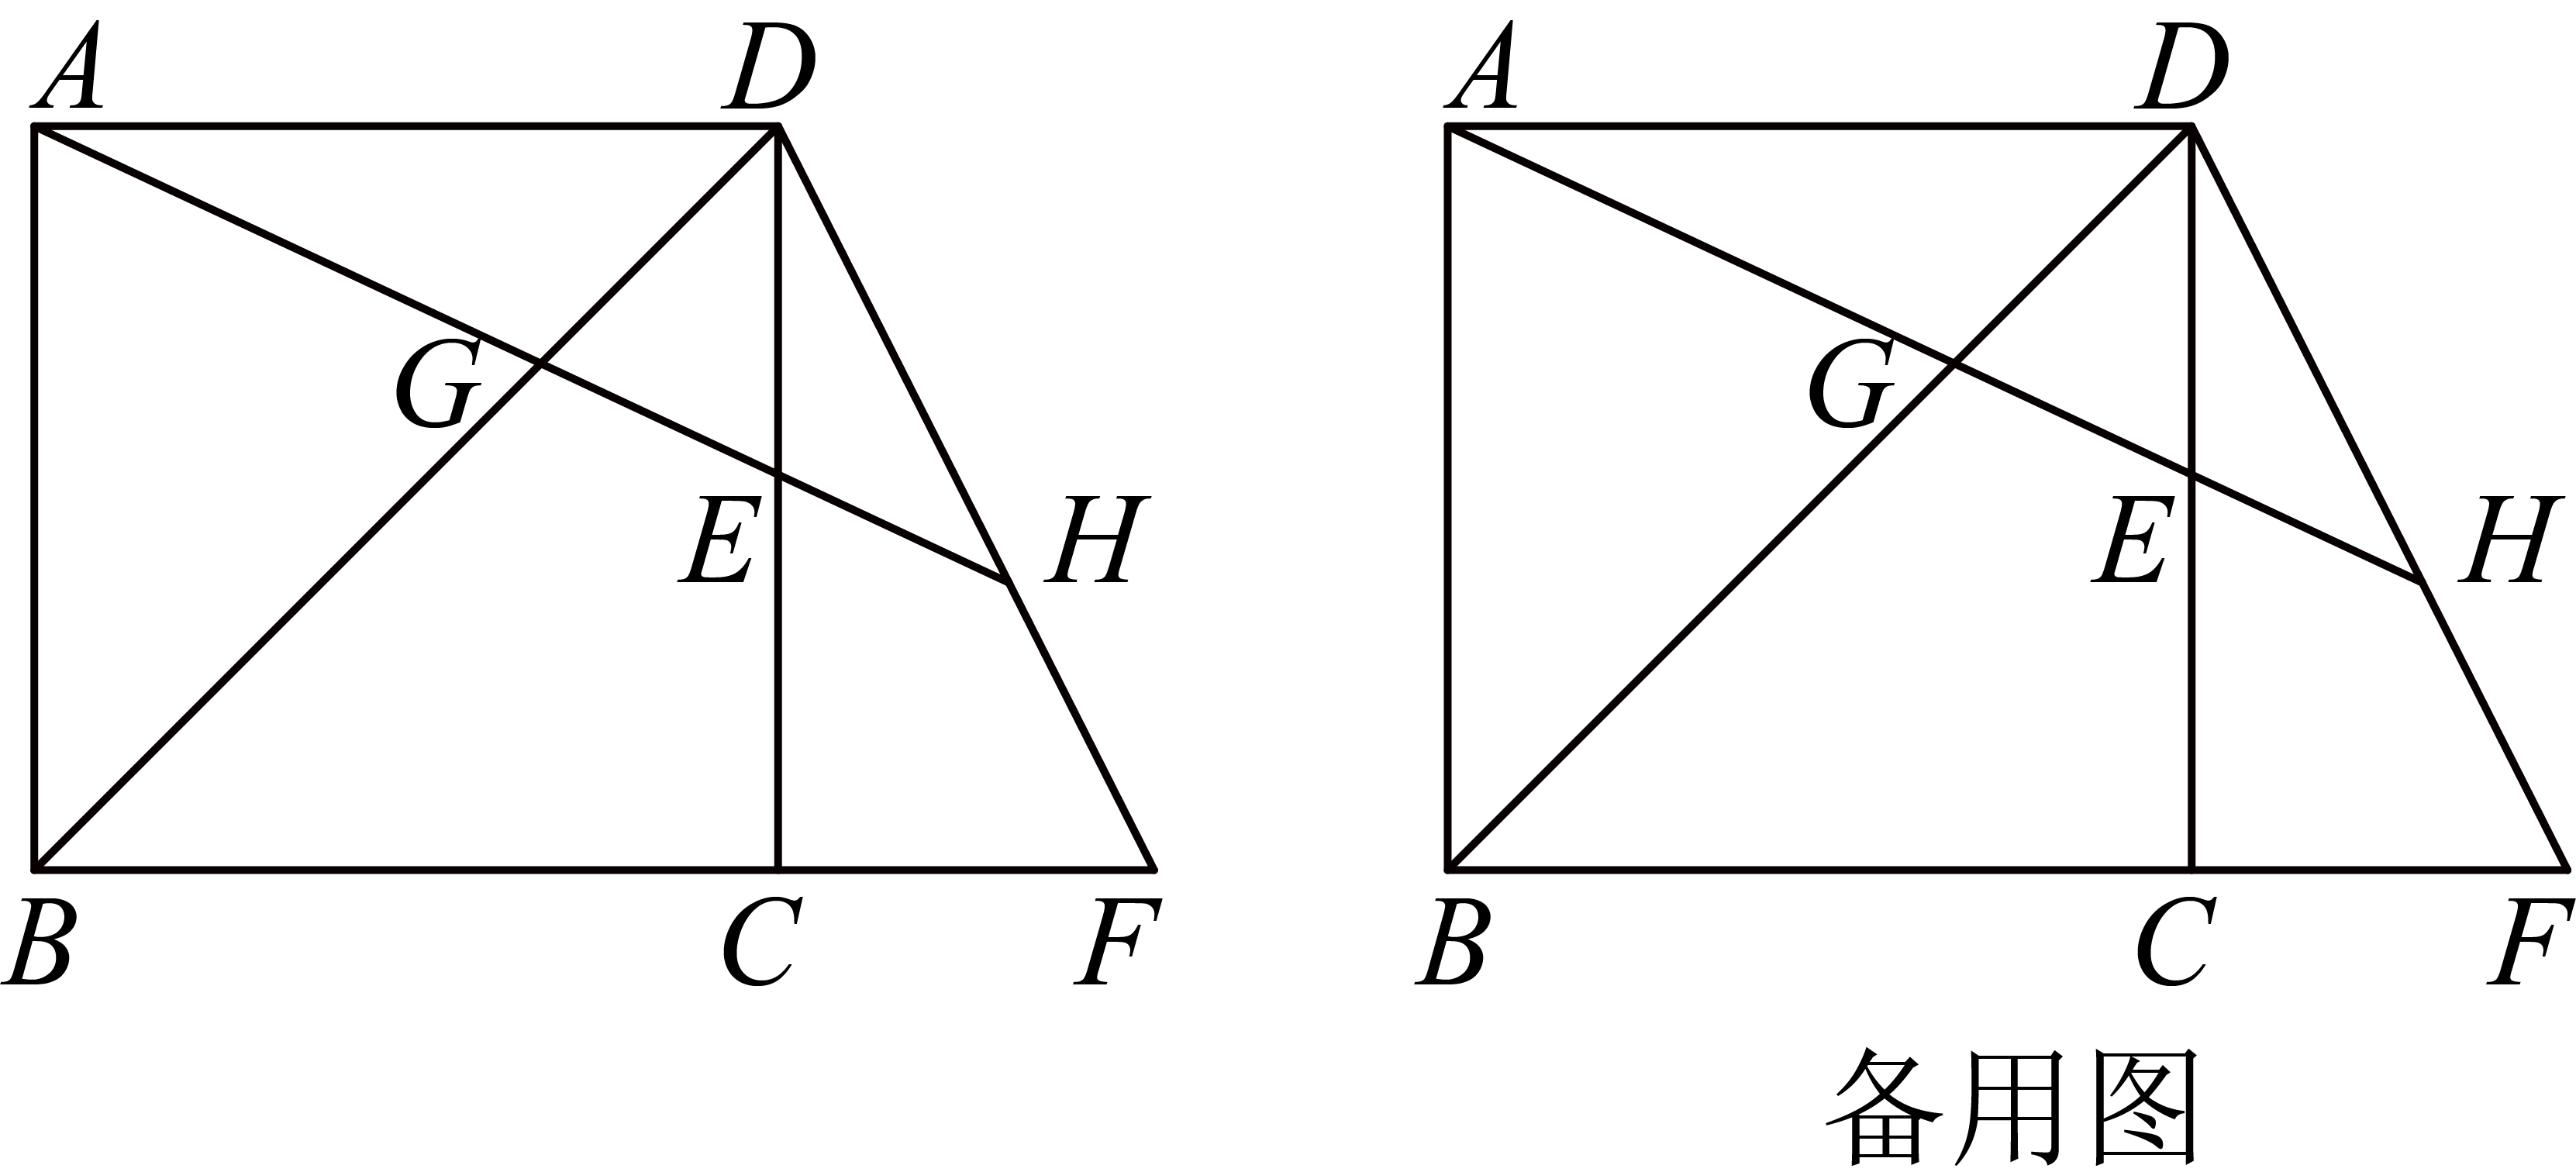 A D A D
G G
E H E H
B C F B C F
备用图